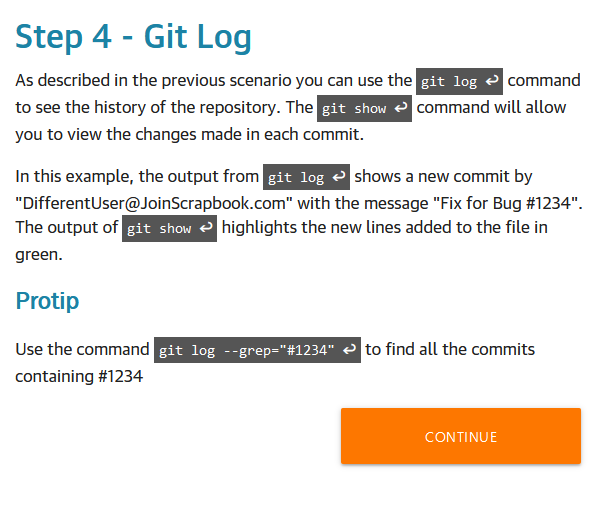 Step 4 - Git Log
As described in the previous scenario you can use the git log ↩ command
to see the history of the repository. The git show ↩ command will allow
you to view the changes made in each commit.
In this example, the output from git log ↩ shows a new commit by
"DifferentUser@JoinScrapbook.com" with the message "Fix for Bug #1234".
The output of git show ↩ highlights the new lines added to the file in
green.
Protip
Use the command git log --grep="#1234" ↩ to find all the commits
containing #1234
CONTINUE